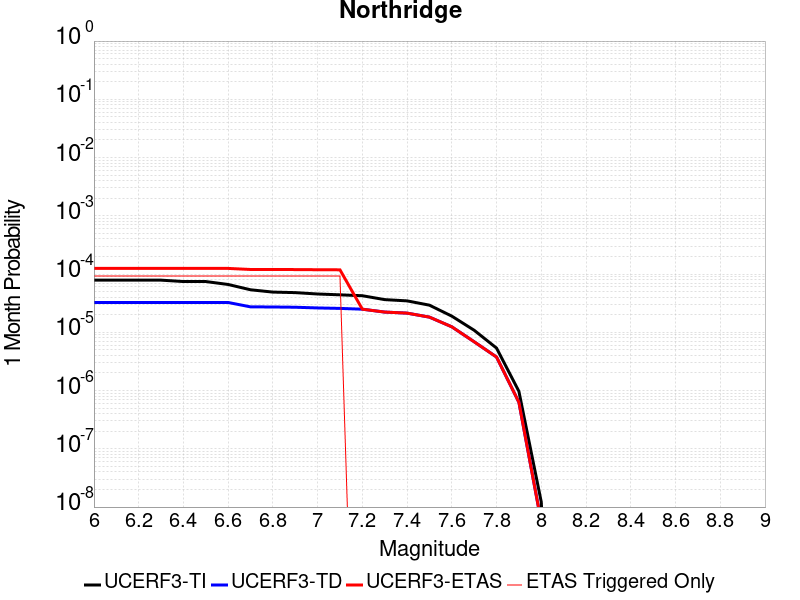 Northridge
1 Month Probability
10^0
10^-1
10^-2
10^-3
10^-4
10^-5
10^-6
10^-7
10^-8
6 6.2 6.4 6.6 6.8 7 7.2 7.4 7.6 7.8 8 8.2 8.4 8.6 8.8 9
Magnitude
UCERF3-TI UCERF3-TD UCERF3-ETAS ETAS Triggered Only